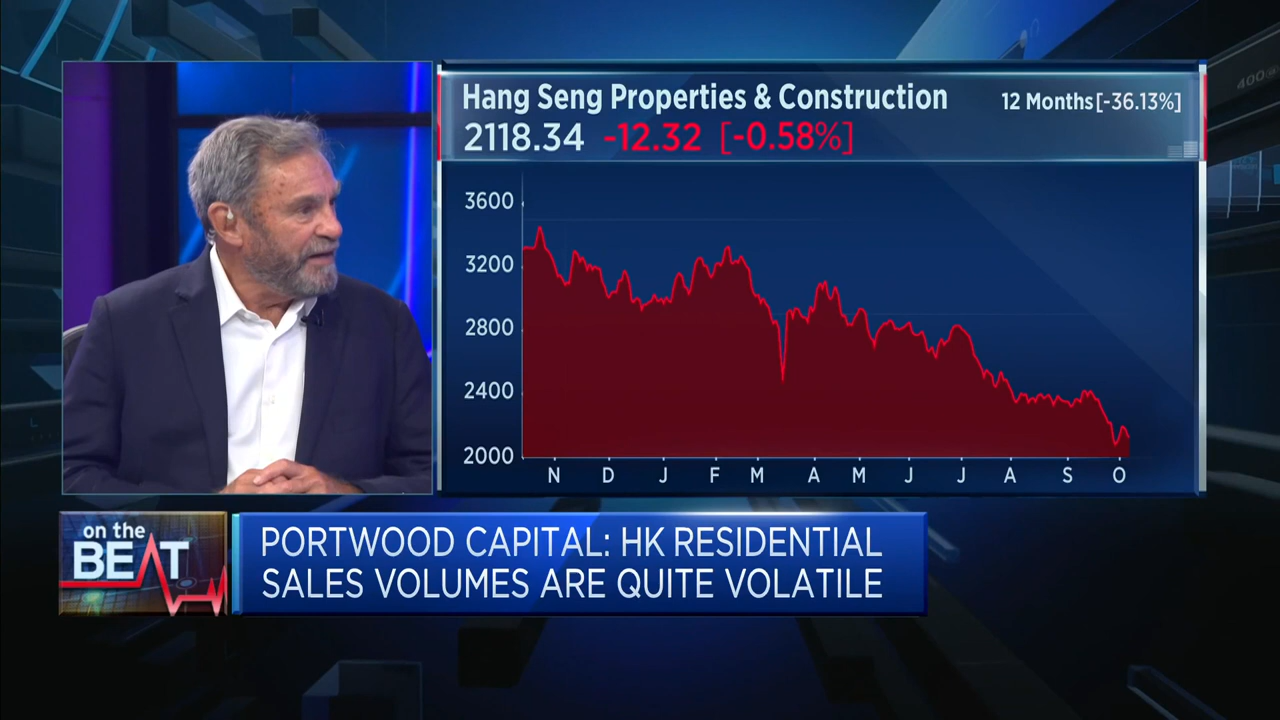 Hang Seng Properties & Construction
12 Months[-36.13%]
2118.34 -12.32 [-0.58%]
3600
3200
2800
2400
2000
N D J F M A M J J A S O
on the
BEAT
PORTWOOD CAPITAL: HK RESIDENTIAL
SALES VOLUMES ARE QUITE VOLATILE